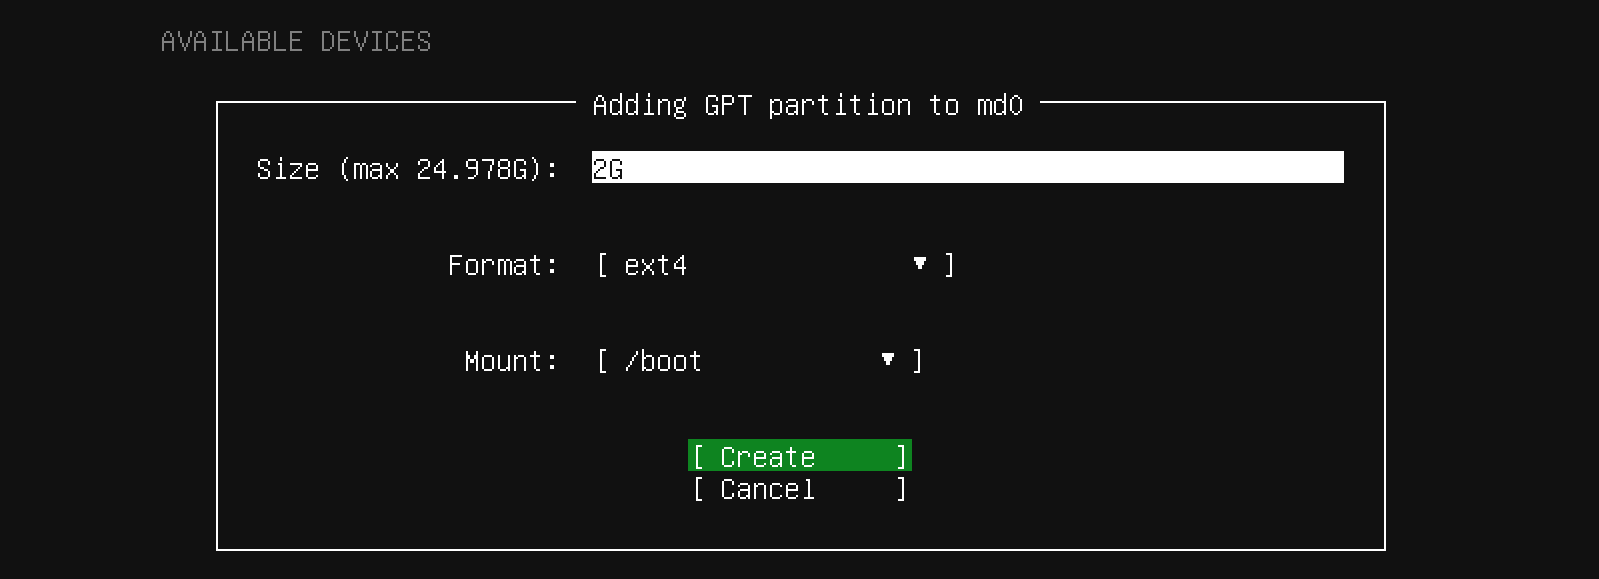 AVAILABLE DEVICES
Adding GPT partition to md0
Size (max 24.978G): 2G
Format: [ ext4 ▼ ]
Mount: [ /boot ▼ ]
[ Create ]
[ Cancel ]